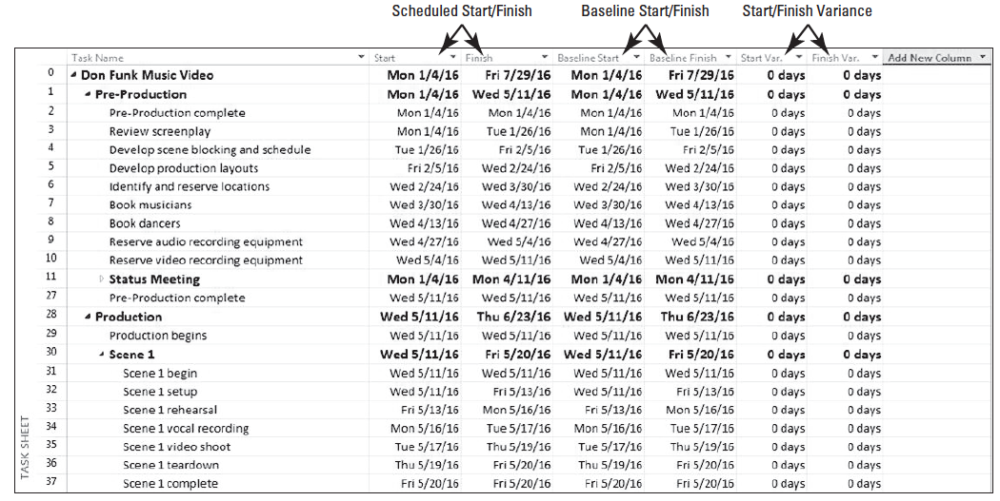 Scheduled Start/Finish Baseline Start/Finish Start/Finish Variance
Task Name Start Finish Baseline Start Baseline Finish Start Var. Finish Var. Add New Column
0 Don Funk Music Video Mon 1/4/16 Fri 7/29/16 Mon 1/4/16 Fri 7/29/16 0 days 0 days
1 Pre-Production Mon 1/4/16 Wed 5/11/16 Mon 1/4/16 Wed 5/11/16 0 days 0 days
2 Pre-Production complete Mon 1/4/16 Mon 1/4/16 Mon 1/4/16 Mon 1/4/16 0 days 0 days
3 Review screenplay Mon 1/4/16 Tue 1/26/16 Mon 1/4/16 Tue 1/26/16 0 days 0 days
4 Develop scene blocking and schedule Tue 1/26/16 Fri 2/5/16 Tue 1/26/16 Fri 2/5/16 0 days 0 days
5 Develop production layouts Fri 2/5/16 Wed 2/24/16 Fri 2/5/16 Wed 2/24/16 0 days 0 days
6 Identify and reserve locations Wed 2/24/16 Wed 3/30/16 Wed 2/24/16 Wed 3/30/16 0 days 0 days
7 Book musicians Wed 3/30/16 Wed 4/13/16 Wed 3/30/16 Wed 4/13/16 0 days 0 days
8 Book dancers Wed 4/13/16 Wed 4/27/16 Wed 4/13/16 Wed 4/27/16 0 days 0 days
9 Reserve audio recording equipment Wed 4/27/16 Wed 5/4/16 Wed 4/27/16 Wed 5/4/16 0 days 0 days
10 Reserve video recording equipment Wed 5/4/16 Wed 5/11/16 Wed 5/4/16 Wed 5/11/16 0 days 0 days
11 Status Meeting Mon 1/4/16 Mon 4/11/16 Mon 1/4/16 Mon 4/11/16 0 days 0 days
27 Pre-Production complete Wed 5/11/16 Wed 5/11/16 Wed 5/11/16 Wed 5/11/16 0 days 0 days
28 Production Wed 5/11/16 Thu 6/23/16 Wed 5/11/16 Thu 6/23/16 0 days 0 days
29 Production begins Wed 5/11/16 Wed 5/11/16 Wed 5/11/16 Wed 5/11/16 0 days 0 days
30 Scene 1 Wed 5/11/16 Fri 5/20/16 Wed 5/11/16 Fri 5/20/16 0 days 0 days
31 Scene 1 begin Wed 5/11/16 Wed 5/11/16 Wed 5/11/16 Wed 5/11/16 0 days 0 days
32 Scene 1 setup Wed 5/11/16 Fri 5/13/16 Wed 5/11/16 Fri 5/13/16 0 days 0 days
33 Scene 1 rehearsal Fri 5/13/16 Mon 5/16/16 Fri 5/13/16 Mon 5/16/16 0 days 0 days
34 Scene 1 vocal recording Mon 5/16/16 Tue 5/17/16 Mon 5/16/16 Tue 5/17/16 0 days 0 days
35 Scene 1 video shoot Tue 5/17/16 Thu 5/19/16 Tue 5/17/16 Thu 5/19/16 0 days 0 days
36 Scene 1 teardown Thu 5/19/16 Fri 5/20/16 Thu 5/19/16 Fri 5/20/16 0 days 0 days
37 Scene 1 complete Fri 5/20/16 Fri 5/20/16 Fri 5/20/16 Fri 5/20/16 0 days 0 days
TASK SHEET